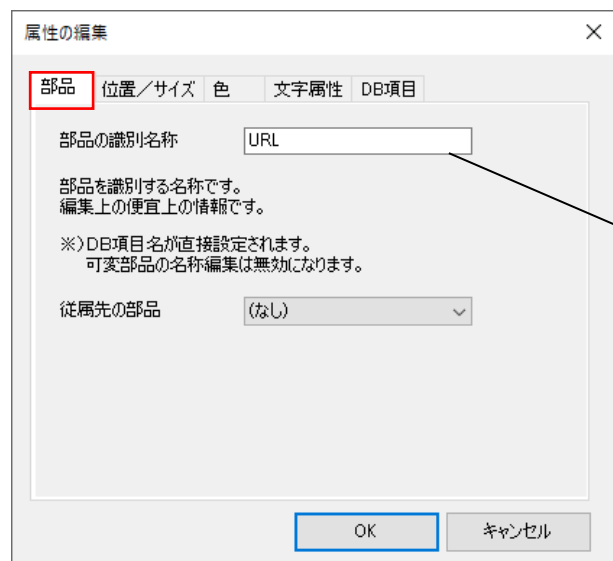 属性の編集
部品 位置／サイズ 色 文字属性 DB項目
部品の識別名称 URL
部品を識別する名称です。
編集上の便宜上の情報です。
※）DB項目名が直接設定されます。
可変部品の名称編集は無効になります。
従属先の部品 (なし)
OK キャンセル